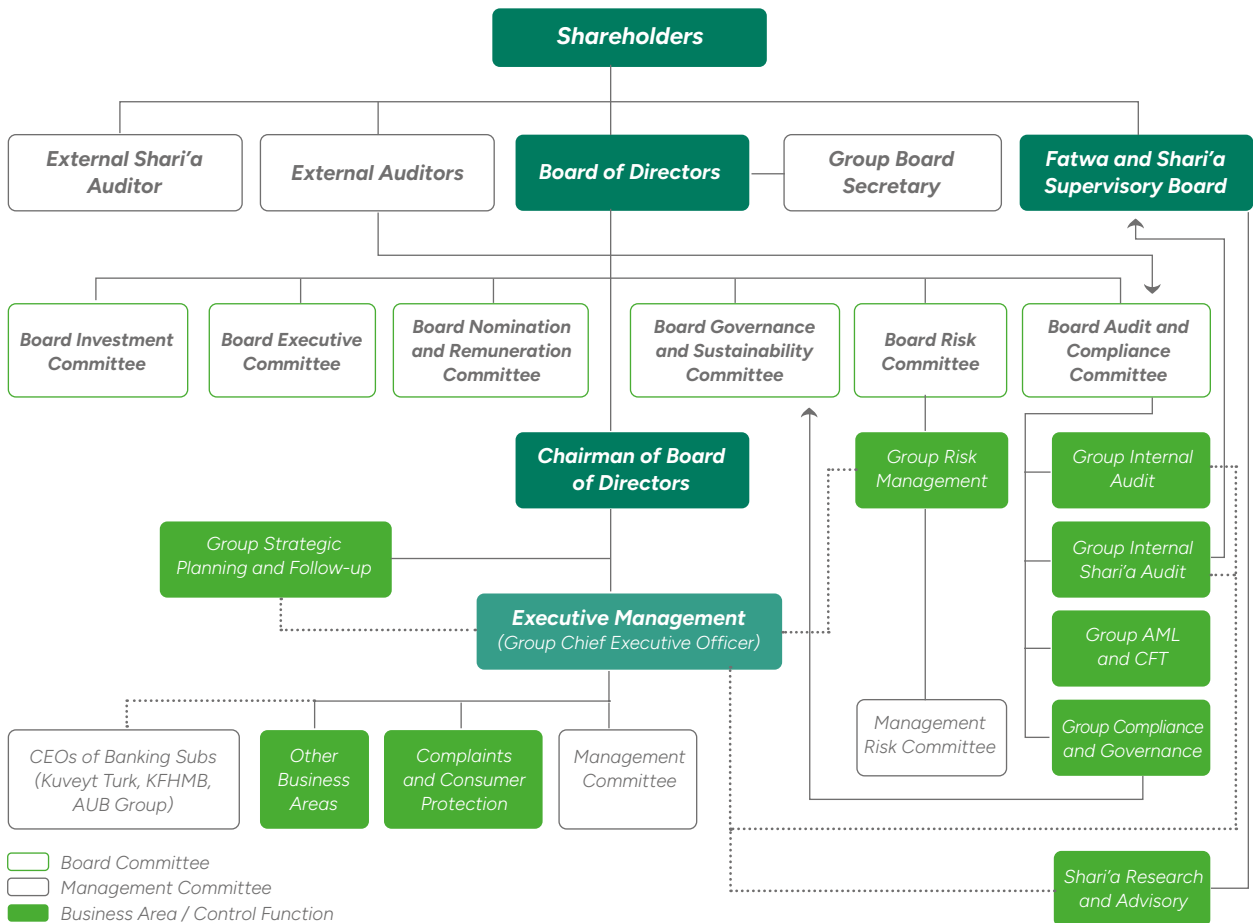 Shareholders
External Shari’a
Auditor
External Auditors
Board of Directors
Group Board
Secretary
Fatwa and Shari’a
Supervisory Board
Board Investment
Committee
Board Executive
Committee
Board Nomination
and Remuneration
Committee
Board Governance
and Sustainability
Committee
Board Risk
Committee
Board Audit and
Compliance
Committee
Chairman of Board
of Directors
Group Risk
Management
Group Internal
Audit
Group Strategic
Planning and Follow-up
Group Internal
Shari’a Audit
Executive Management
(Group Chief Executive Officer)
Group AML
and CFT
Management
Risk Committee
Group Compliance
and Governance
CEOs of Banking Subs
(Kuveyt Turk, KFHMB,
AUB Group)
Other
Business
Areas
Complaints
and Consumer
Protection
Management
Committee
Shari’a Research
and Advisory
Board Committee
Management Committee
Business Area / Control Function